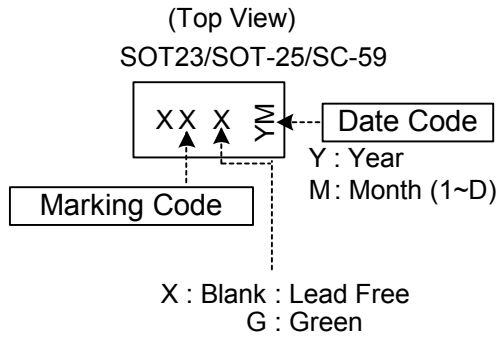 (Top View)
SOT23/SOT-25/SC-59
XX X YM
Date Code
Y : Year
M : Month (1~D)
Marking Code
X : Blank : Lead Free
G : Green